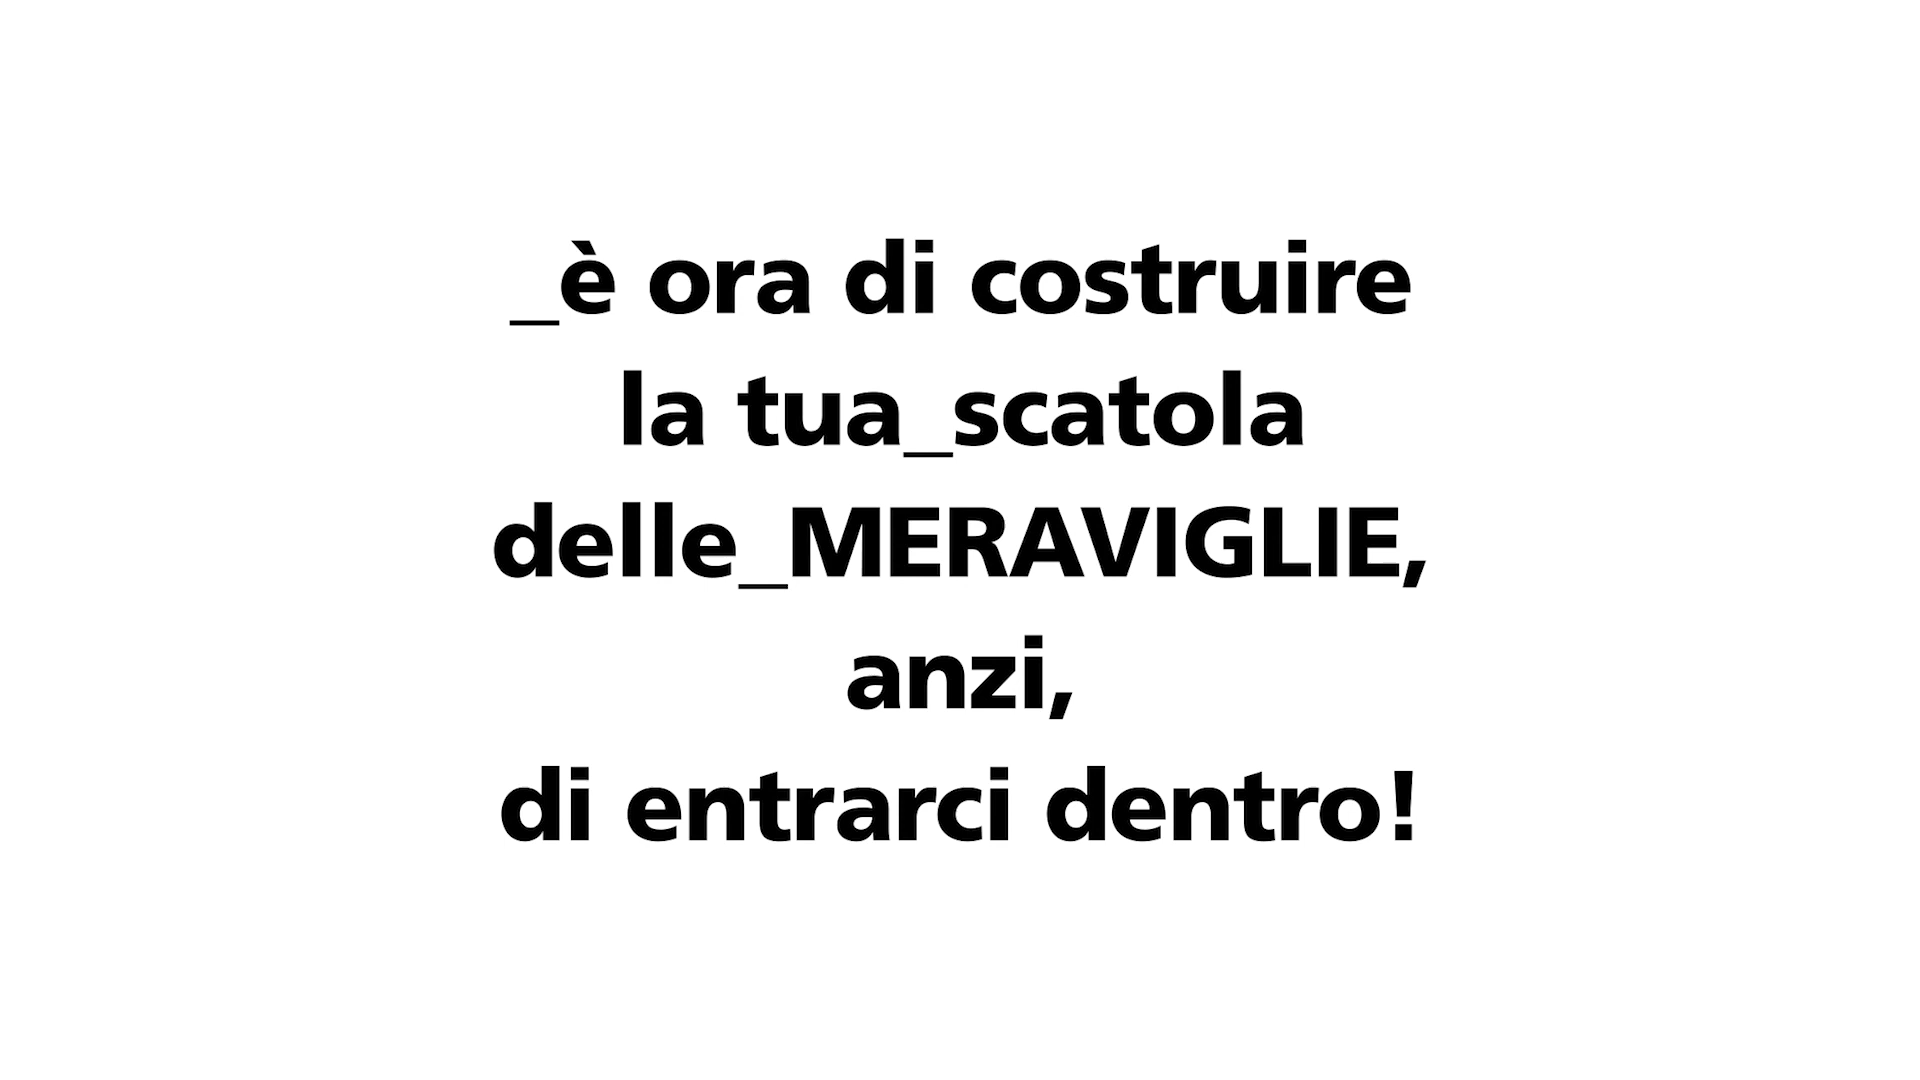 _è ora di costruire
la tua_scatola
delle_MERAVIGLIE,
anzi,
di entrarci dentro!